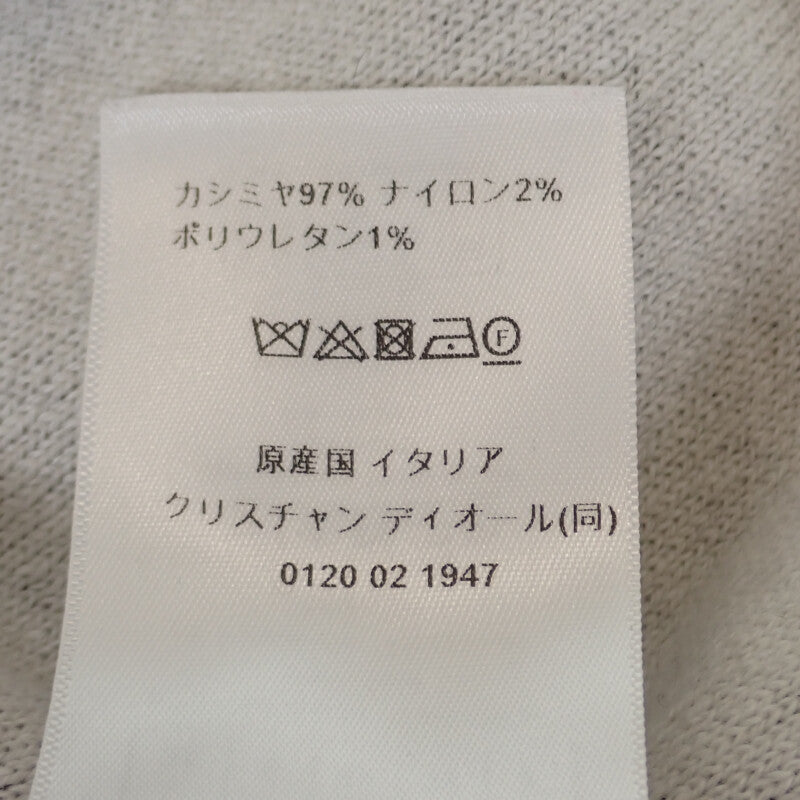 カシミヤ97% ナイロン2%
ポリウレタン1%
F
原産国 イタリア
クリスチャン ディオール(同)
0120 02 1947